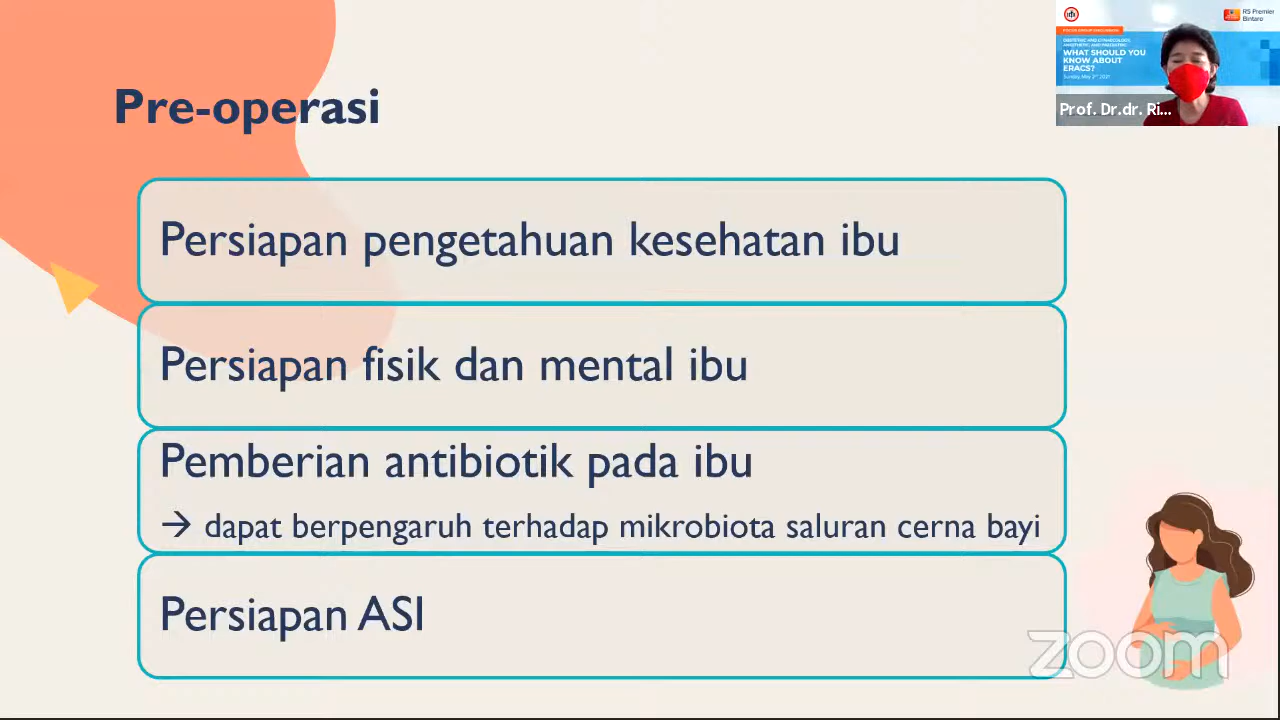 Pre-operasi
Persiapan pengetahuan kesehatan ibu
Persiapan fisik dan mental ibu
Pemberian antibiotik pada ibu
→ dapat berpengaruh terhadap mikrobiota saluran cerna bayi
Persiapan ASI
RS Premier
Bintaro
WHAT SHOULD YOU
KNOW ABOUT
ERACS?
Prof. Dr.dr. Ri...
zoom